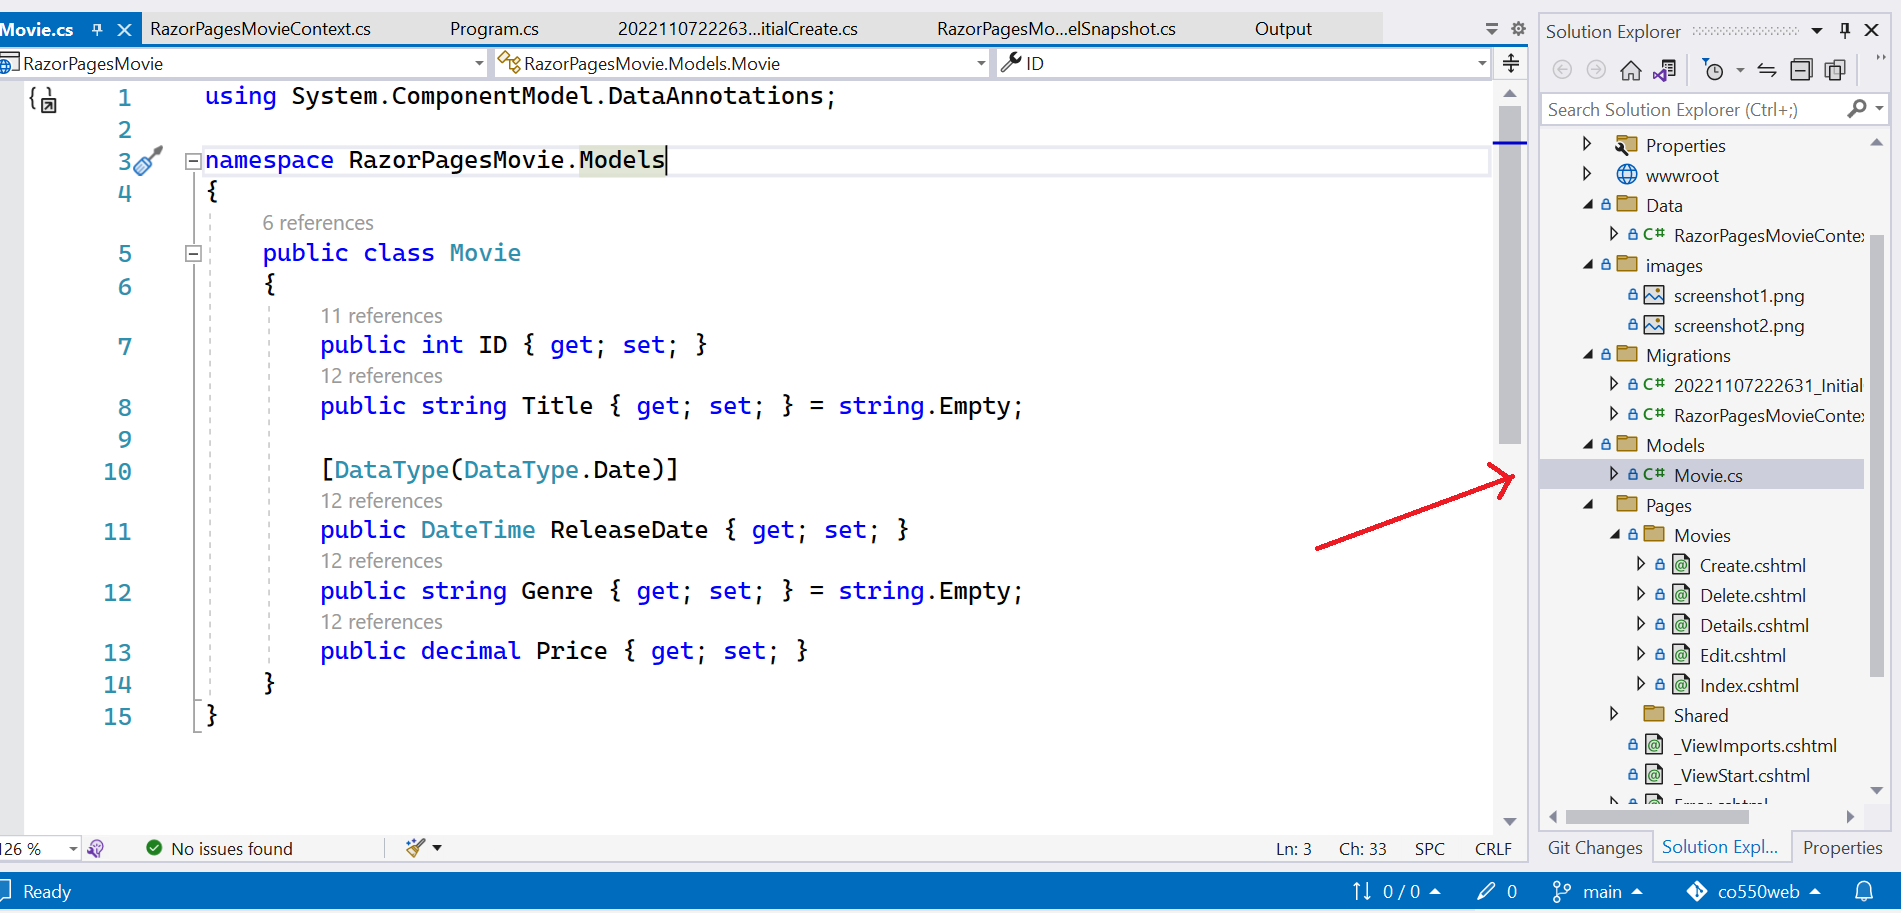 Movie.cs
RazorPagesMovieContext.cs
Program.cs
2022110722263...itialCreate.cs
RazorPagesMo...elSnapshot.cs
Output
RazorPagesMovie
RazorPagesMovie.Models.Movie
ID
1 using System.ComponentModel.DataAnnotations;
2
3 namespace RazorPagesMovie.Models
4 {
6 references
5 public class Movie
6 {
11 references
7 public int ID { get; set; }
12 references
8 public string Title { get; set; } = string.Empty;
9
10 [DataType(DataType.Date)]
12 references
11 public DateTime ReleaseDate { get; set; }
12 references
12 public string Genre { get; set; } = string.Empty;
12 references
13 public decimal Price { get; set; }
14 }
15 }
126 %
No issues found
Ln: 3 Ch: 33 SPC CRLF
Solution Explorer
Search Solution Explorer (Ctrl+;)
Properties
wwwroot
Data
C# RazorPagesMovieContex
images
screenshot1.png
screenshot2.png
Migrations
C# 20221107222631_Initial
C# RazorPagesMovieContex
Models
C# Movie.cs
Pages
Movies
Create.cshtml
Delete.cshtml
Details.cshtml
Edit.cshtml
Index.cshtml
Shared
_ViewImports.cshtml
_ViewStart.cshtml
Error.cshtml
Git Changes
Solution Expl...
Properties
Ready
0 / 0
0
main
co550web